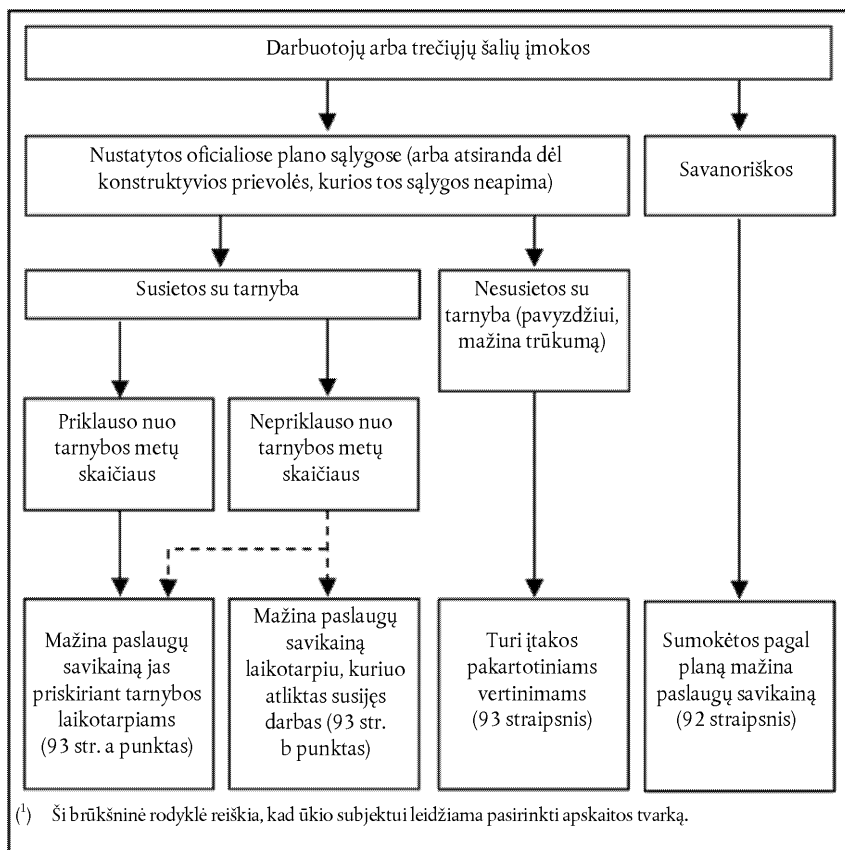 Darbuotojų arba trečiųjų šalių įmokos
Nustatytos oficialiose plano sąlygose (arba atsiranda dėl
konstruktyvios prievolės, kurios tos sąlygos neapima)
Savanoriškos
Susietos su tarnyba
Nesusietos su
tarnyba (pavyzdžiui,
mažina trūkumą)
Priklauso nuo
tarnybos metų
skaičiaus
Nepriklauso nuo
tarnybos metų
skaičiaus
Mažina paslaugų
savikainą jas
priskiriant tarnybos
laikotarpiams
(93 str. a punktas)
Mažina paslaugų
savikainą
laikotarpiu, kuriuo
atliktas susijęs
darbas (93 str.
b punktas)
Turi įtakos
pakartotiniams
vertinimams
(93 straipsnis)
Sumokėtos pagal
planą mažina
paslaugų savikainą
(92 straipsnis)
(¹) Ši brūkšninė rodyklė reiškia, kad ūkio subjektui leidžiama pasirinkti apskaitos tvarką.